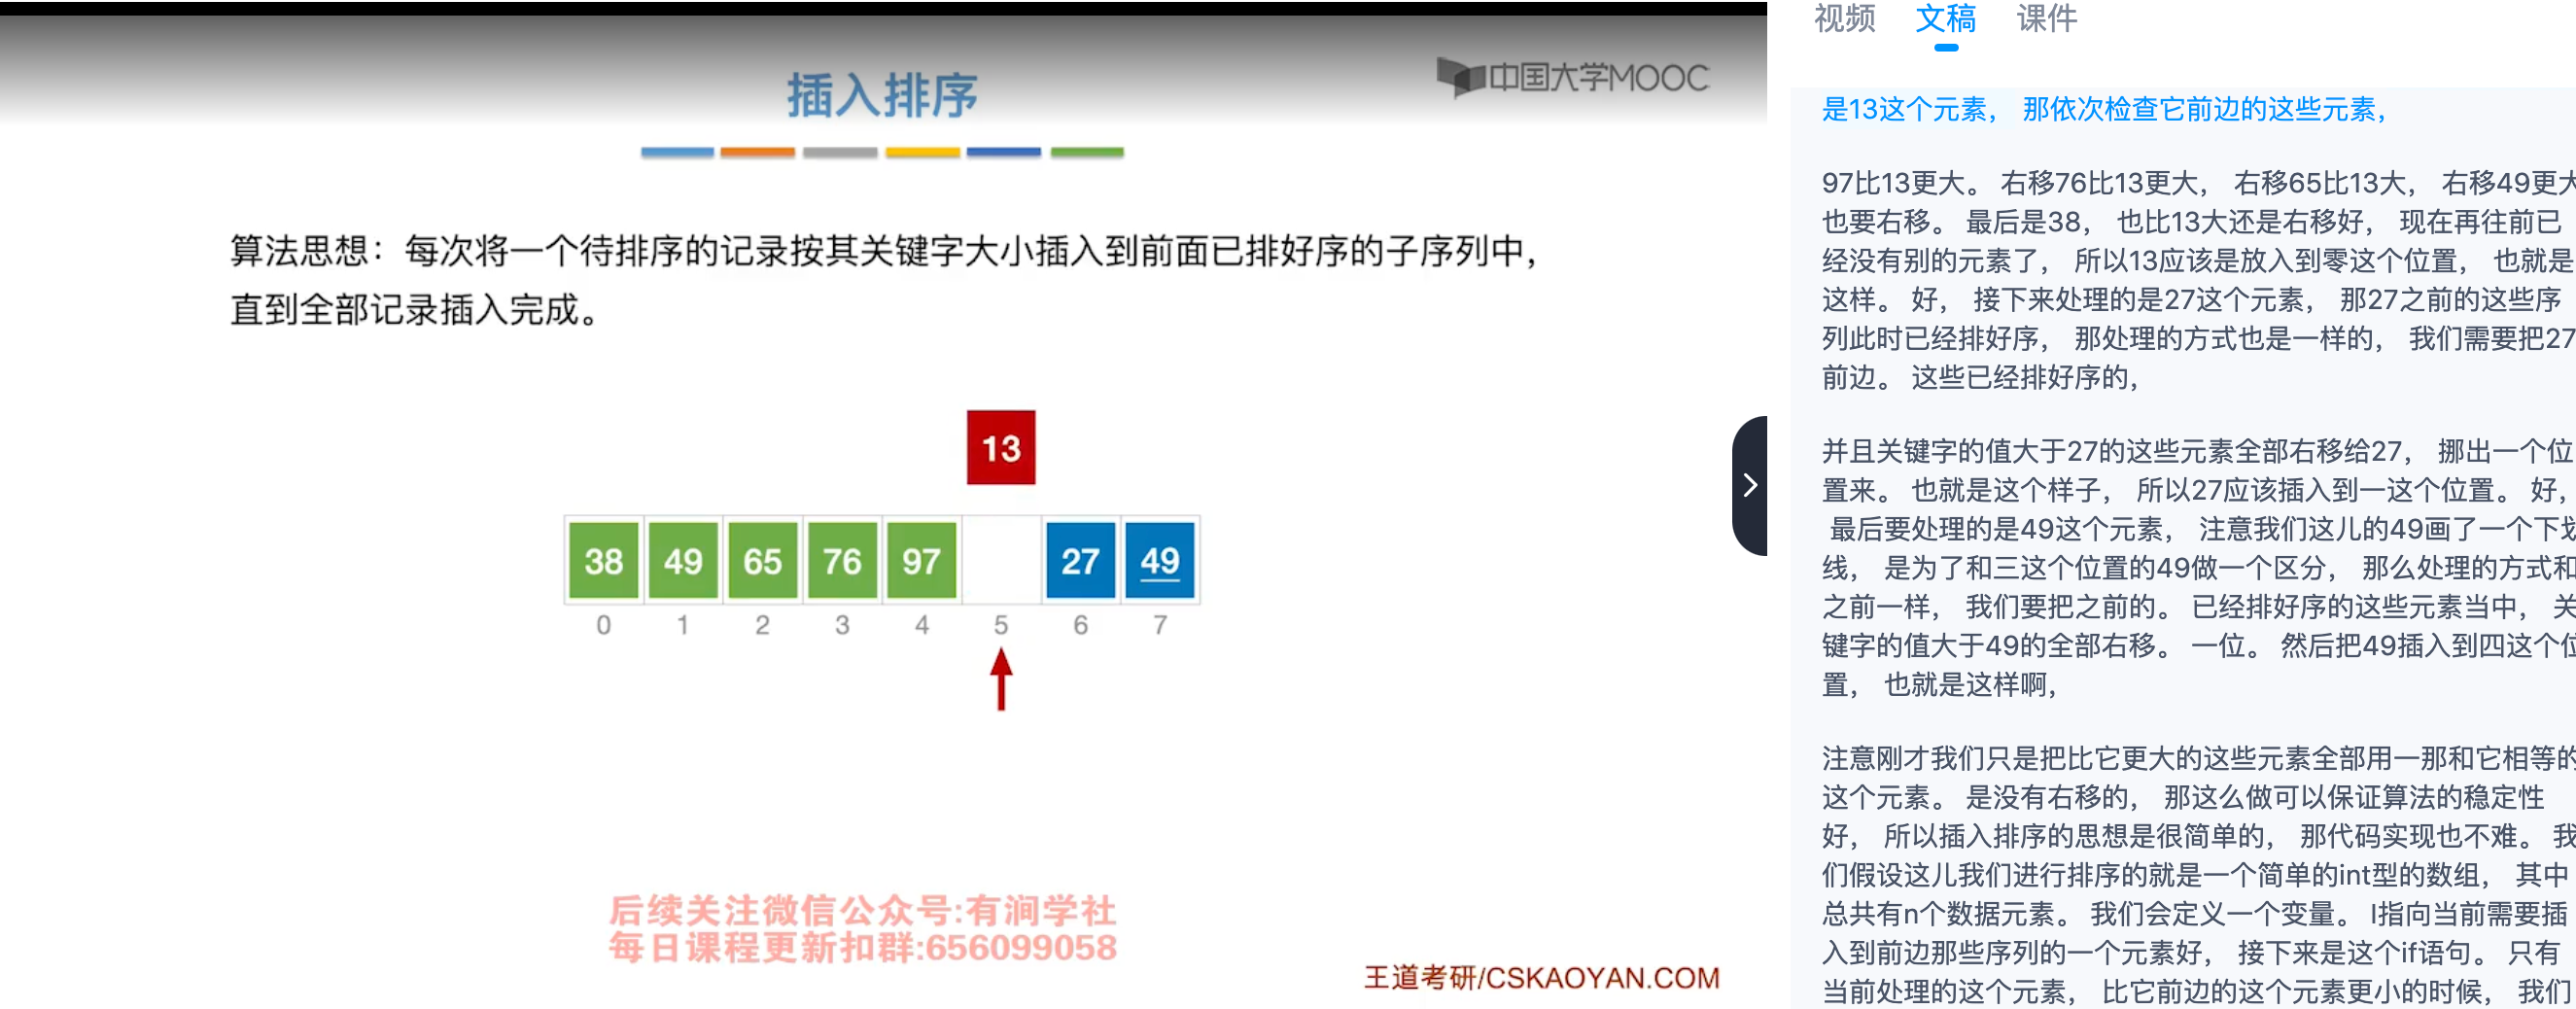 插入排序
中国大学MOOC
算法思想：每次将一个待排序的记录按其关键字大小插入到前面已排好序的子序列中，
直到全部记录插入完成。
13
38 49 65 76 97 27 49
0 1 2 3 4 5 6 7
后续关注微信公众号:有涧学社
每日课程更新扣群:656099058
王道考研/CSKAOYAN.COM
视频 文稿 课件
是13这个元素， 那依次检查它前边的这些元素，
97比13更大。 右移76比13更大， 右移65比13大， 右移49更大
也要右移。 最后是38， 也比13大还是右移好， 现在再往前已
经没有别的元素了， 所以13应该是放入到零这个位置， 也就是
这样。 好， 接下来处理的是27这个元素， 那27之前的这些序
列此时已经排好序， 那处理的方式也是一样的， 我们需要把27
前边。 这些已经排好序的，
并且关键字的值大于27的这些元素全部右移给27， 挪出一个位
置来。 也就是这个样子， 所以27应该插入到一这个位置。 好，
最后要处理的是49这个元素， 注意我们这儿的49画了一个下划
线， 是为了和三这个位置的49做一个区分， 那么处理的方式和
之前一样， 我们要把之前的。 已经排好序的这些元素当中， 关
键字的值大于49的全部右移。 一位。 然后把49插入到四这个位
置， 也就是这样啊，
注意刚才我们只是把比它更大的这些元素全部用一那和它相等的
这个元素。 是没有右移的， 那这么做可以保证算法的稳定性
好， 所以插入排序的思想是很简单的， 那代码实现也不难。 我
们假设这儿我们进行排序的就是一个简单的int型的数组， 其中
总共有n个数据元素。 我们会定义一个变量。 I指向当前需要插
入到前边那些序列的一个元素好， 接下来是这个if语句。 只有
当前处理的这个元素， 比它前边的这个元素更小的时候， 我们